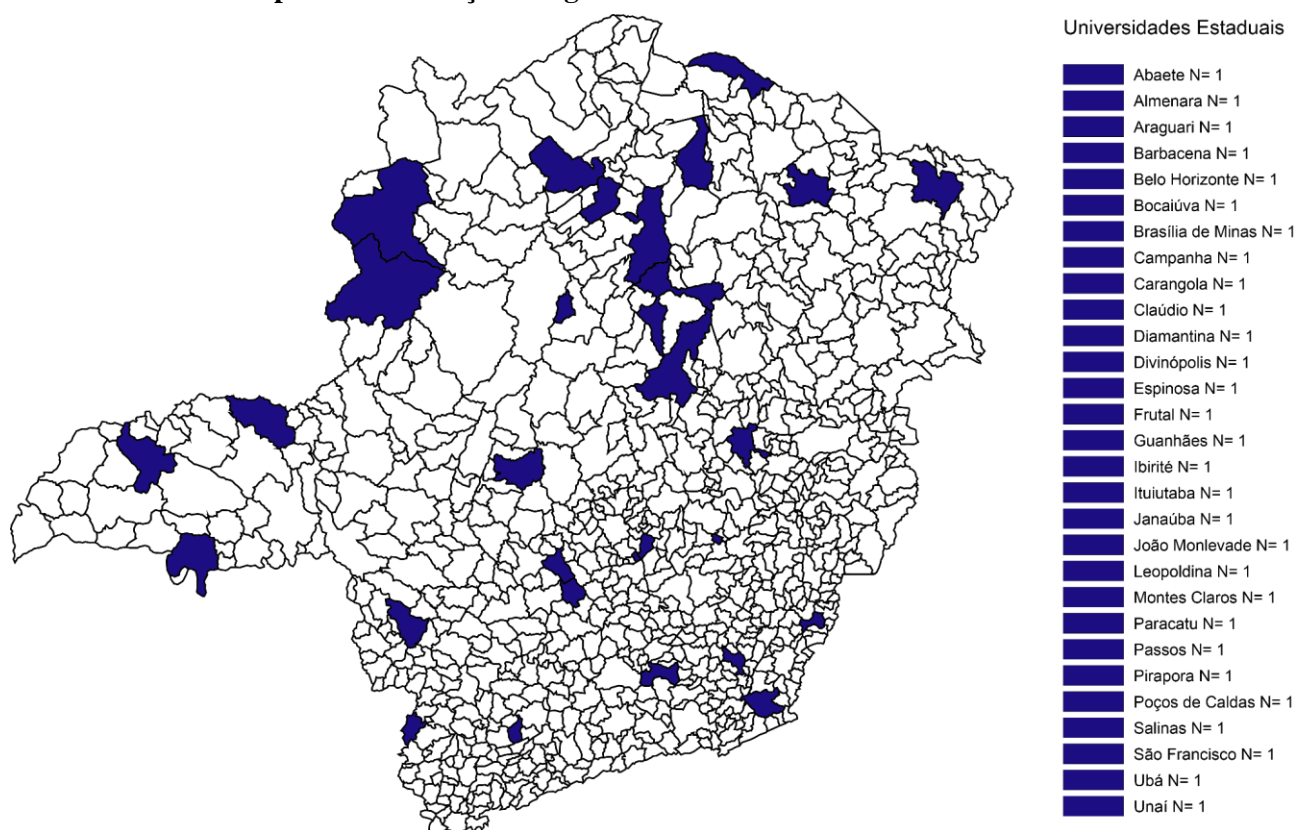 Universidades Estaduais
Abaete N= 1
Almenara N= 1
Araguari N= 1
Barbacena N= 1
Belo Horizonte N= 1
Bocaiúva N= 1
Brasília de Minas N= 1
Campanha N= 1
Carangola N= 1
Claúdio N= 1
Diamantina N= 1
Divinópolis N= 1
Espinosa N= 1
Frutal N= 1
Guanhães N= 1
Ibirité N= 1
Ituiutaba N= 1
Janaúba N= 1
João Monlevade N= 1
Leopoldina N= 1
Montes Claros N= 1
Paracatu N= 1
Passos N= 1
Pirapora N= 1
Poços de Caldas N= 1
Salinas N= 1
São Francisco N= 1
Ubá N= 1
Unaí N= 1